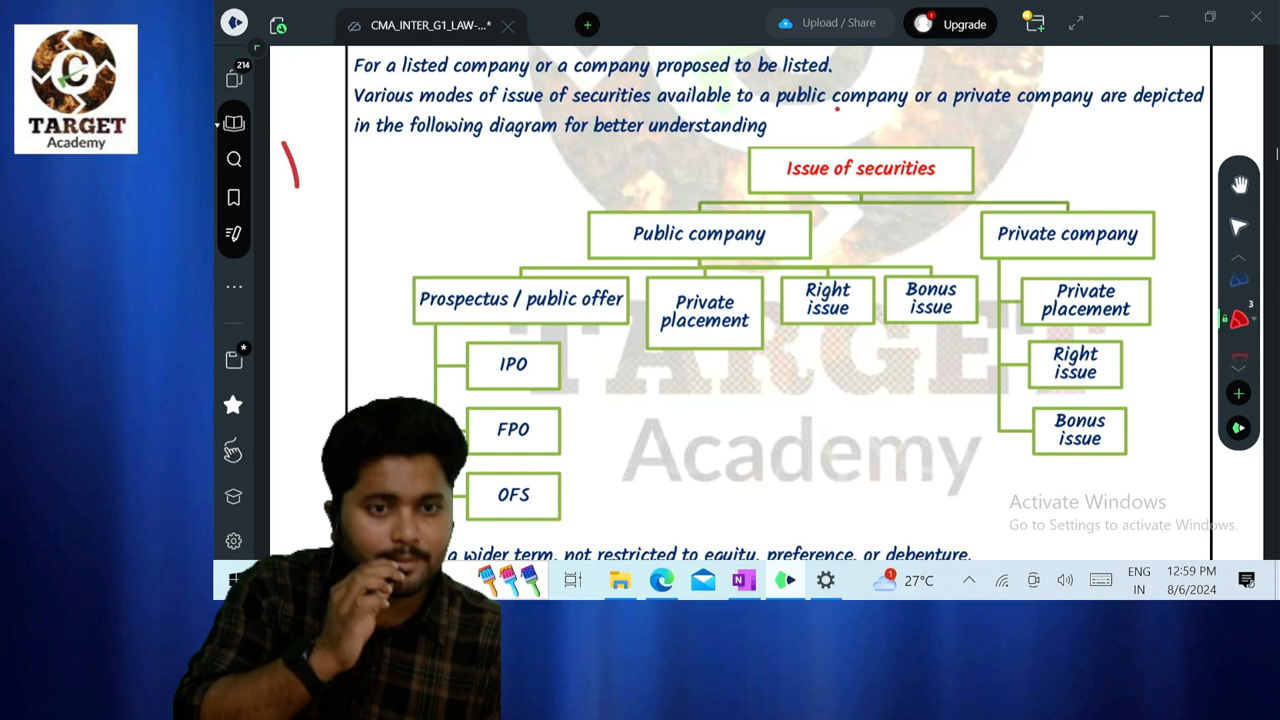 TARGET
Academy
CMA_INTER_G1_LAW-...*
Upload / Share
Upgrade
214
For a listed company or a company proposed to be listed.
Various modes of issue of securities available to a public company or a private company are depicted
in the following diagram for better understanding
Issue of securities
Public company
Private company
Prospectus / public offer
Private
placement
Right
issue
Bonus
issue
Private
placement
IPO
Right
issue
FPO
Bonus
issue
OFS
3
TARGET
Academy
Activate Windows
Go to Settings to activate Windows.
a wider term, not restricted to equity, preference, or debenture.
27°C
ENG
IN
12:59 PM
8/6/2024